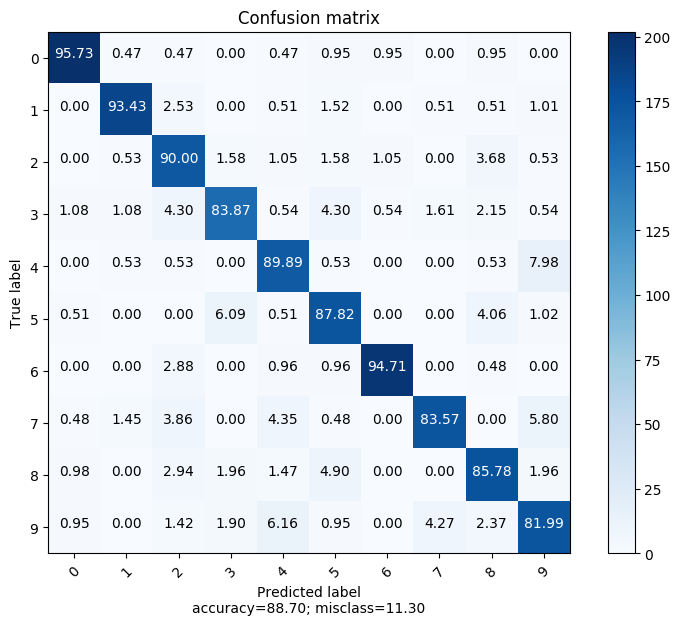 Confusion matrix
0 95.73 0.47 0.47 0.00 0.47 0.95 0.95 0.00 0.95 0.00
1 0.00 93.43 2.53 0.00 0.51 1.52 0.00 0.51 0.51 1.01
2 0.00 0.53 90.00 1.58 1.05 1.58 1.05 0.00 3.68 0.53
3 1.08 1.08 4.30 83.87 0.54 4.30 0.54 1.61 2.15 0.54
4 0.00 0.53 0.53 0.00 89.89 0.53 0.00 0.00 0.53 7.98
5 0.51 0.00 0.00 6.09 0.51 87.82 0.00 0.00 4.06 1.02
6 0.00 0.00 2.88 0.00 0.96 0.96 94.71 0.00 0.48 0.00
7 0.48 1.45 3.86 0.00 4.35 0.48 0.00 83.57 0.00 5.80
8 0.98 0.00 2.94 1.96 1.47 4.90 0.00 0.00 85.78 1.96
9 0.95 0.00 1.42 1.90 6.16 0.95 0.00 4.27 2.37 81.99
0 1 2 3 4 5 6 7 8 9
True label
Predicted label
accuracy=88.70; misclass=11.30
200
175
150
125
100
75
50
25
0